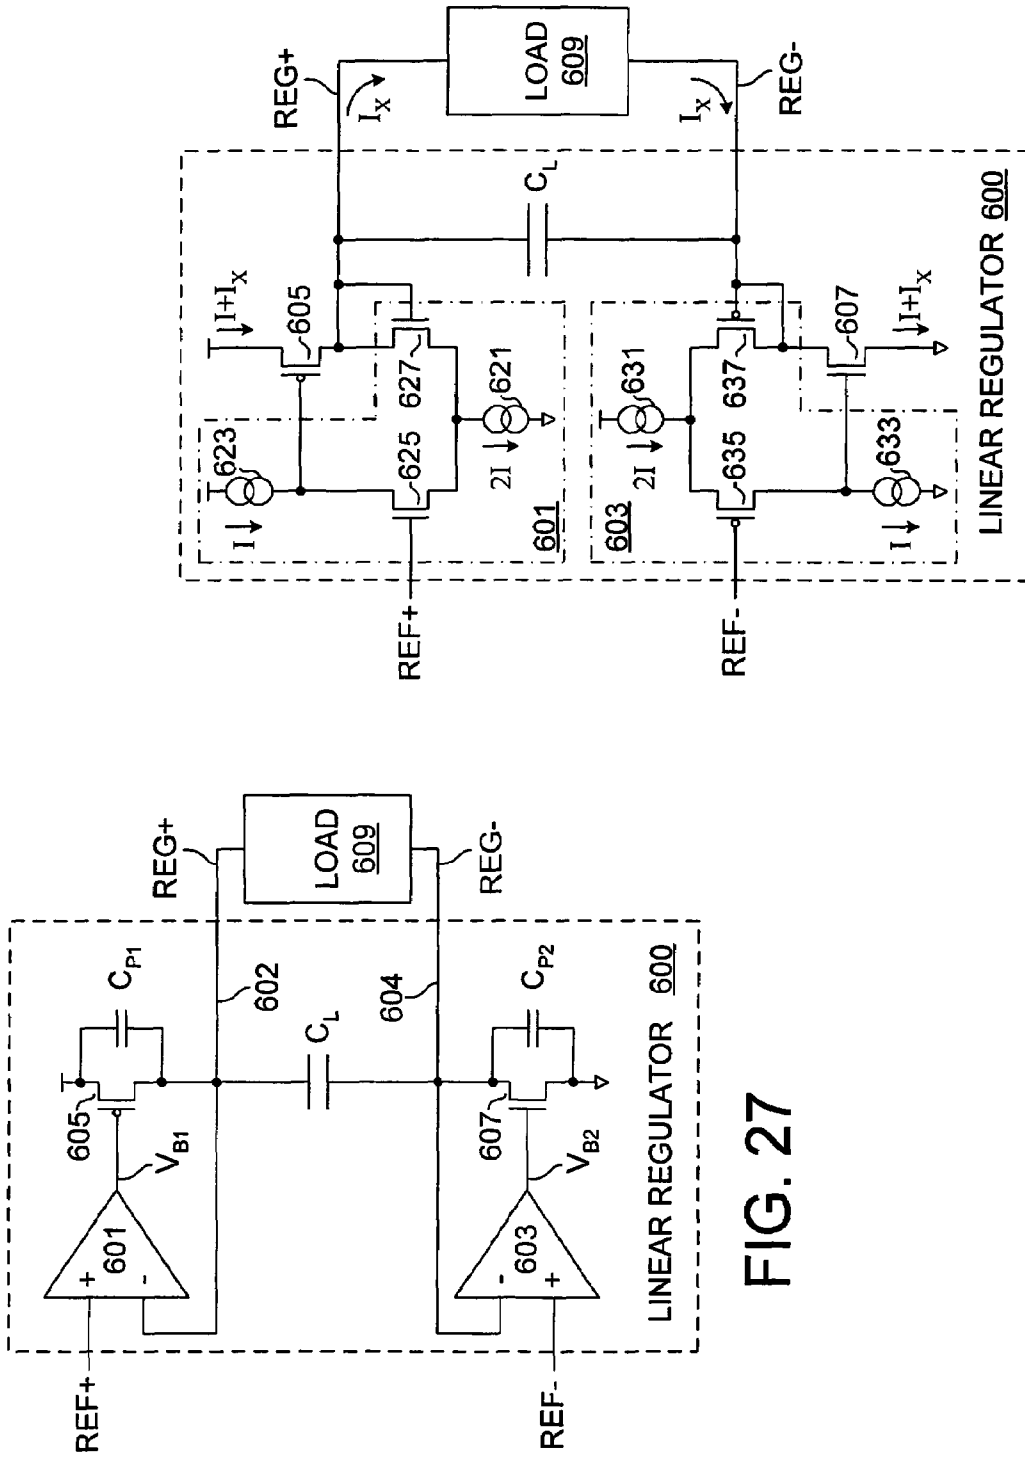 REF+
REF-
+
601
-
-
603
+
V_B1
V_B2
605
607
C_P1
C_P2
602
604
C_L
REG+
REG-
LOAD
609
LINEAR REGULATOR 600
FIG. 27
REF+
REF-
623
I
I+I_X
605
625
627
2I
621
601
603
2I
631
635
637
633
I
607
I+I_X
C_L
REG+
I_X
LOAD
609
I_X
REG-
LINEAR REGULATOR 600